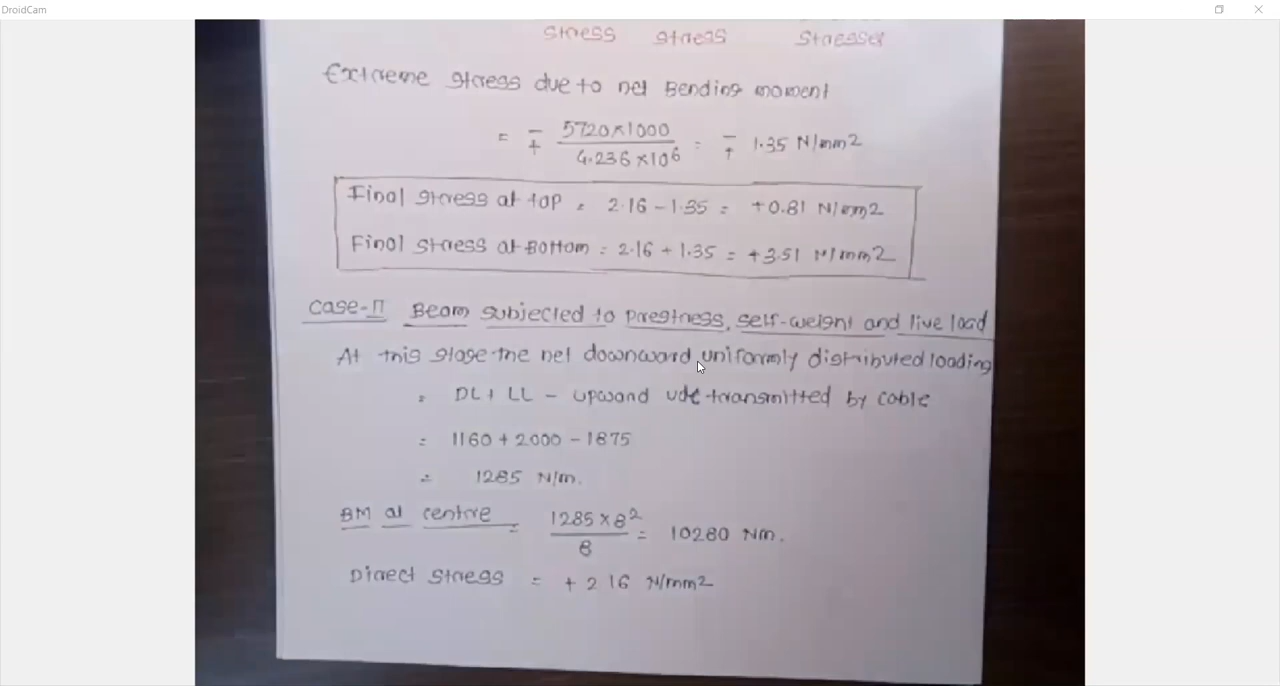 DroidCam
Stress Stress Stresses
Extreme stress due to net Bending moment
= ∓ 5720×1000 / 4.236×10⁶ = ∓ 1.35 N/mm2
Final stress at top = 2.16 - 1.35 = +0.81 N/mm2
Final stress at Bottom = 2.16 + 1.35 = +3.51 N/mm2
Case-II Beam subjected to prestress, self-weight and live load
At this stage the net downward uniformly distributed loading
= DL + LL - upward udl transmitted by cable
= 1160 + 2000 - 1875
= 1285 N/m.
BM at centre = 1285 × 8² / 8 = 10280 Nm.
Direct stress = + 2.16 N/mm2